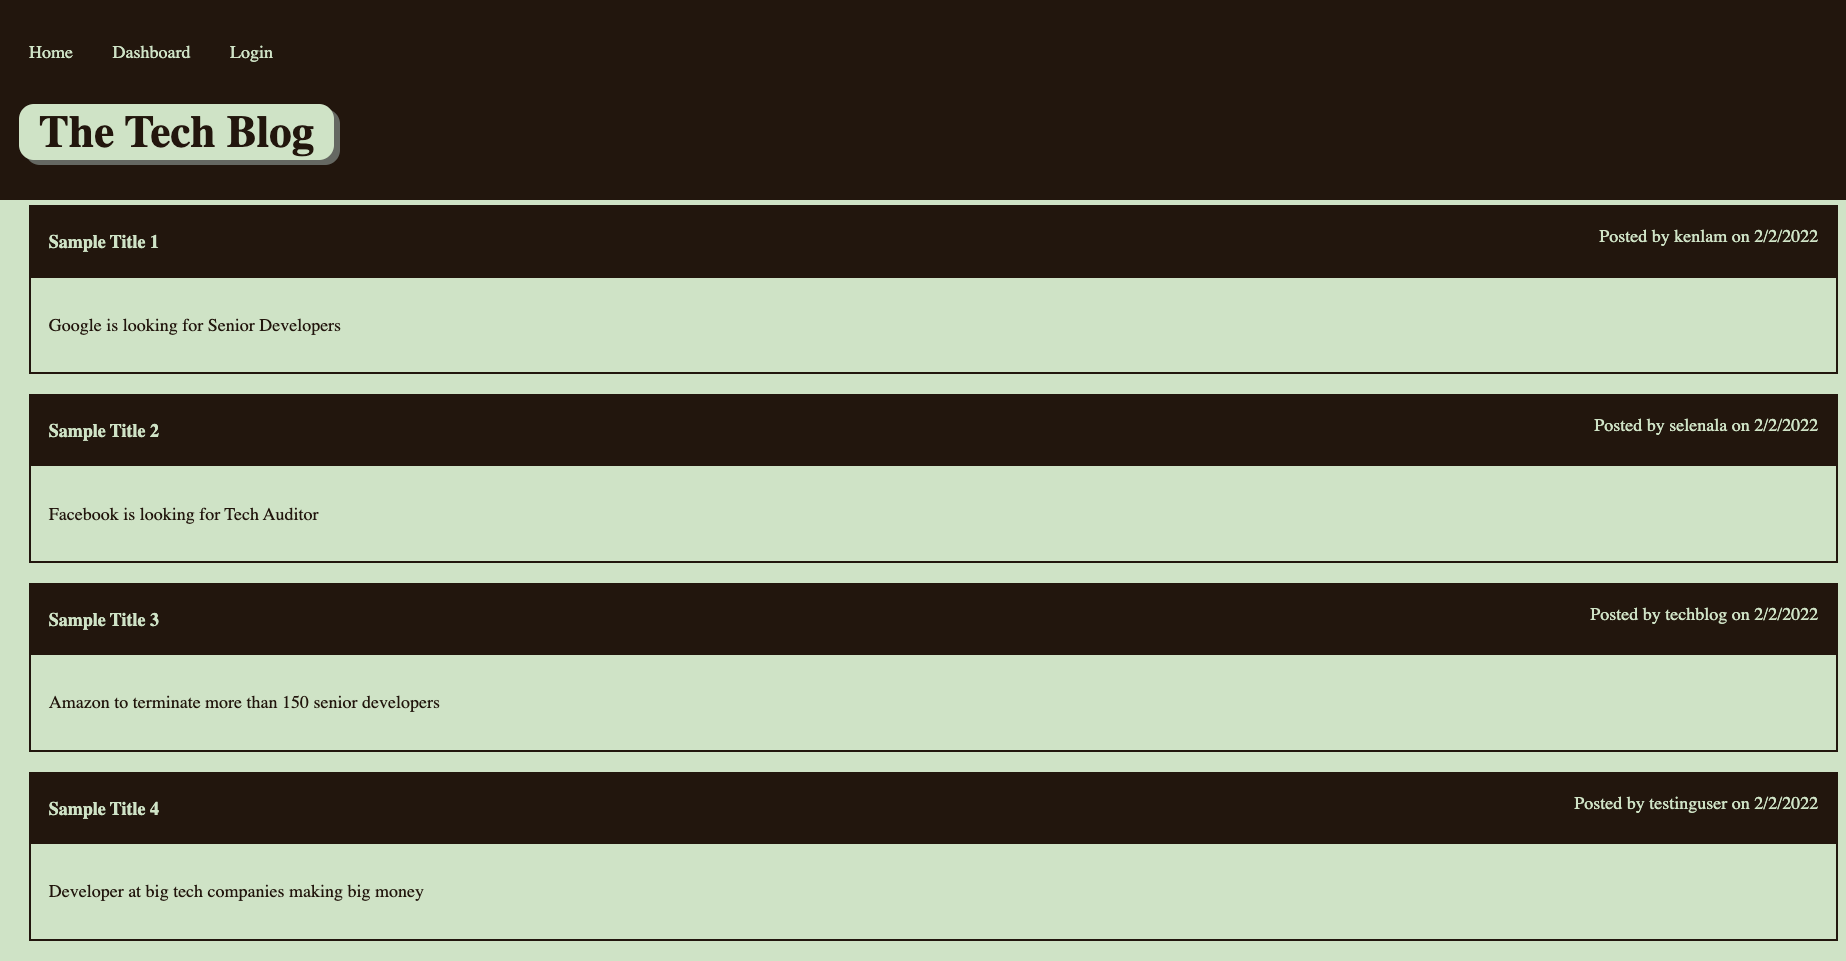 Home Dashboard Login
The Tech Blog
Sample Title 1 Posted by kenlam on 2/2/2022
Google is looking for Senior Developers
Sample Title 2 Posted by selenala on 2/2/2022
Facebook is looking for Tech Auditor
Sample Title 3 Posted by techblog on 2/2/2022
Amazon to terminate more than 150 senior developers
Sample Title 4 Posted by testinguser on 2/2/2022
Developer at big tech companies making big money